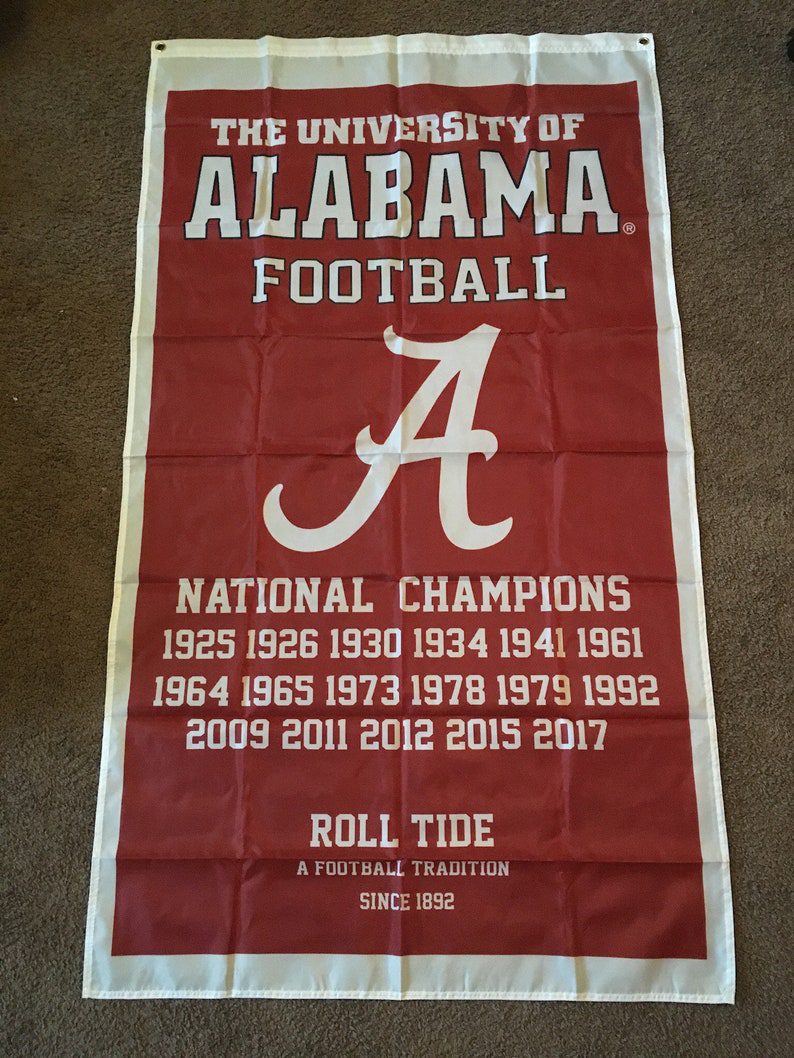 THE UNIVERSITY OF
ALABAMA®
FOOTBALL
A
NATIONAL CHAMPIONS
1925 1926 1930 1934 1941 1961
1964 1965 1973 1978 1979 1992
2009 2011 2012 2015 2017
ROLL TIDE
A FOOTBALL TRADITION
SINCE 1892